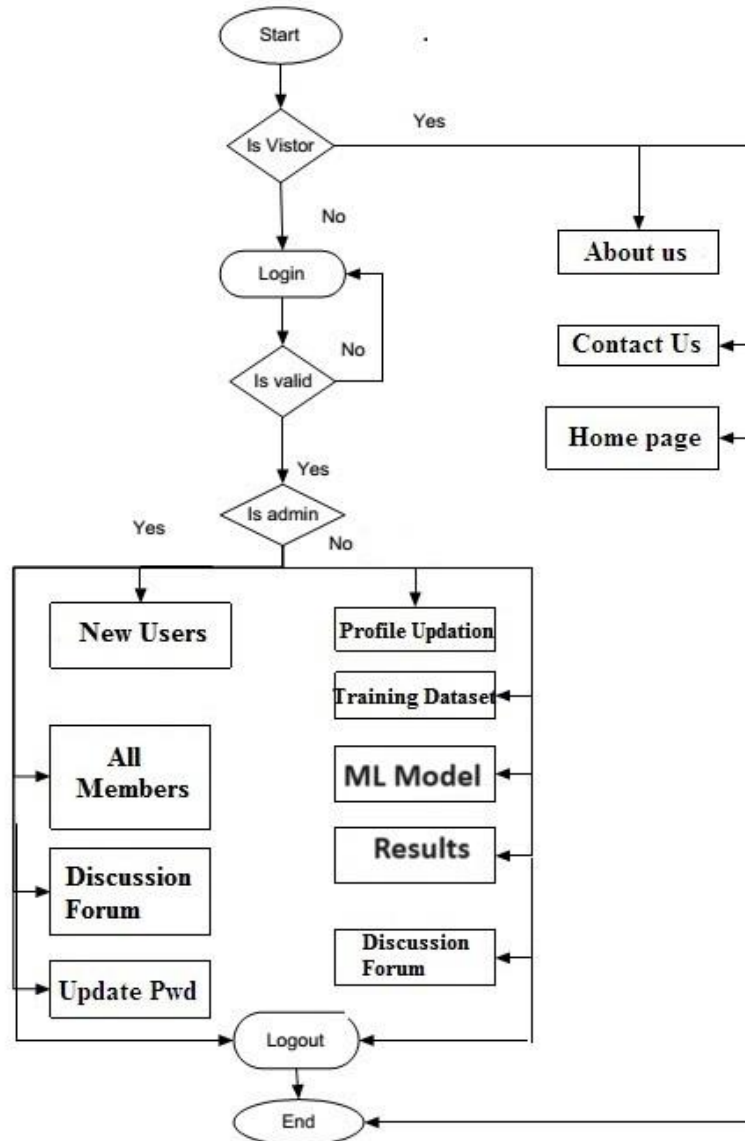 Start
Is Vistor
Yes
No
About us
Login
Contact Us
No
Is valid
Home page
Yes
Is admin
Yes
No
New Users
Profile Updation
Training Dataset
All
Members
ML Model
Results
Discussion
Forum
Discussion
Forum
Update Pwd
Logout
End